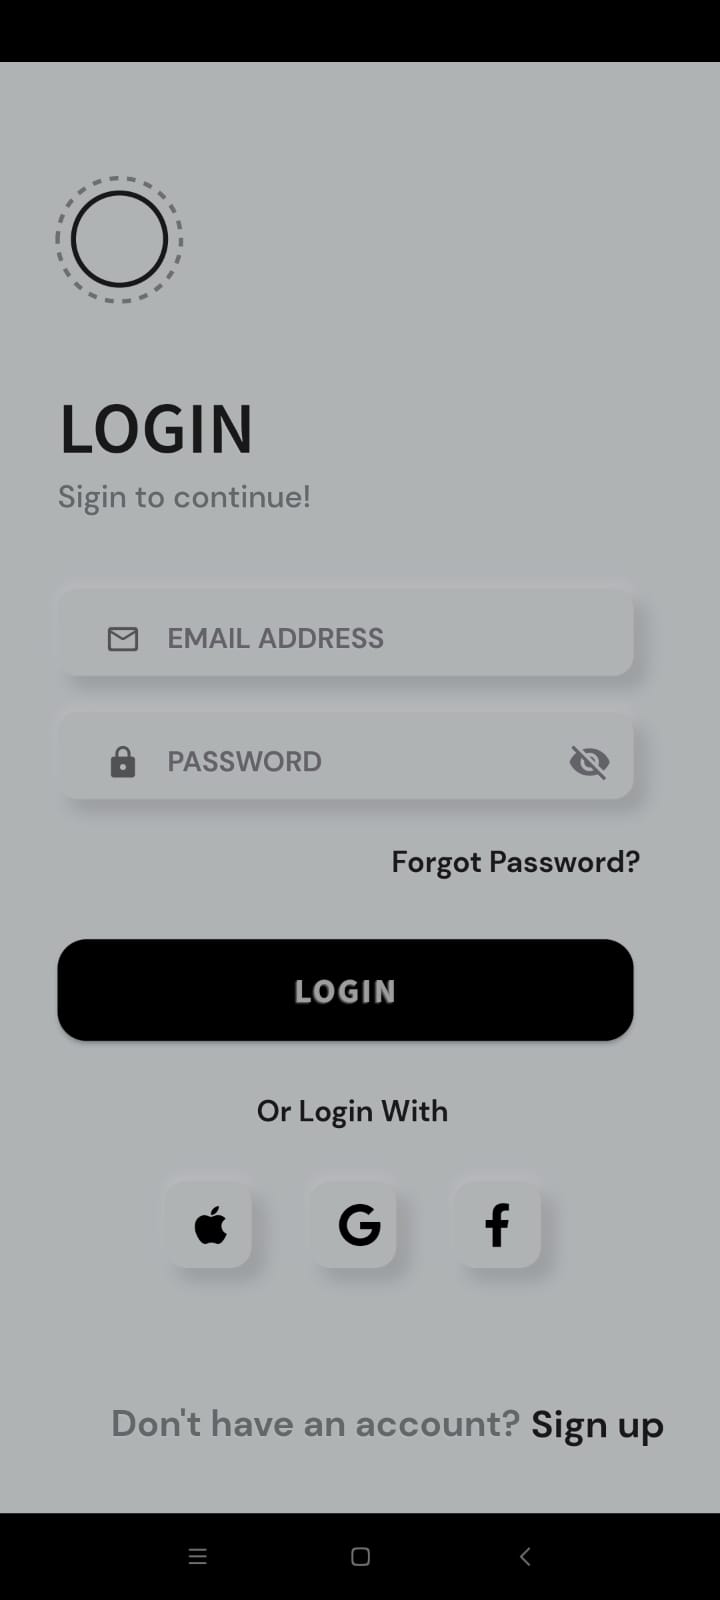 LOGIN
Sigin to continue!
EMAIL ADDRESS
PASSWORD
Forgot Password?
LOGIN
Or Login With
Don't have an account? Sign up